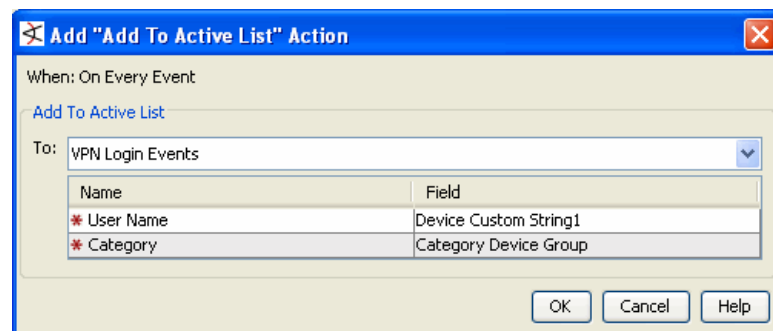 Add "Add To Active List" Action
When: On Every Event
Add To Active List
To: VPN Login Events
Name Field
* User Name Device Custom String1
* Category Category Device Group
OK Cancel Help